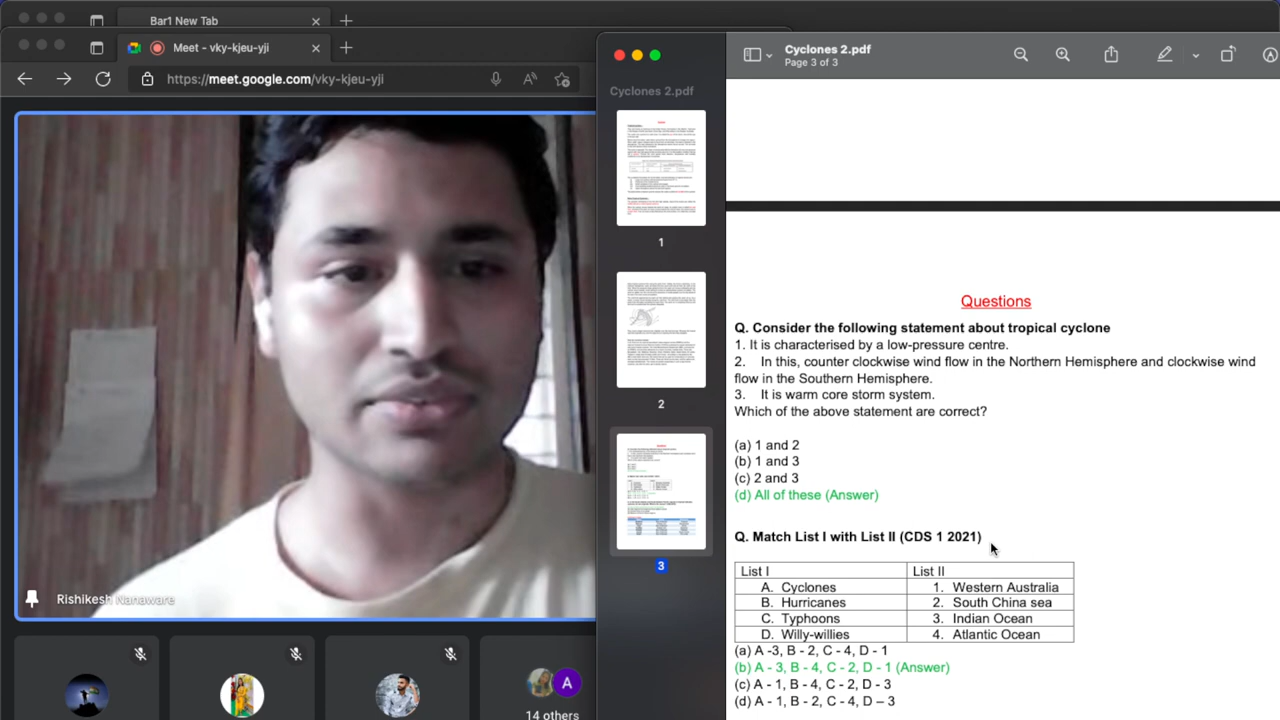 Bar1 New Tab
Meet - vky-kjeu-yji
https://meet.google.com/vky-kjeu-yji
Rishikesh Nanaware
A
14 others
Cyclones 2.pdf
Page 3 of 3
Cyclones 2.pdf
1
2
3
Questions
Q. Consider the following statement about tropical cyclone
1. It is characterised by a low-pressure centre.
2. In this, counter clockwise wind flow in the Northern Hemisphere and clockwise wind
flow in the Southern Hemisphere.
3. It is warm core storm system.
Which of the above statement are correct?
(a) 1 and 2
(b) 1 and 3
(c) 2 and 3
(d) All of these (Answer)
Q. Match List I with List II (CDS 1 2021)
List I List II
A. Cyclones 1. Western Australia
B. Hurricanes 2. South China sea
C. Typhoons 3. Indian Ocean
D. Willy-willies 4. Atlantic Ocean
(a) A -3, B - 2, C - 4, D - 1
(b) A - 3, B - 4, C - 2, D - 1 (Answer)
(c) A - 1, B - 4, C - 2, D - 3
(d) A - 1, B - 2, C - 4, D – 3